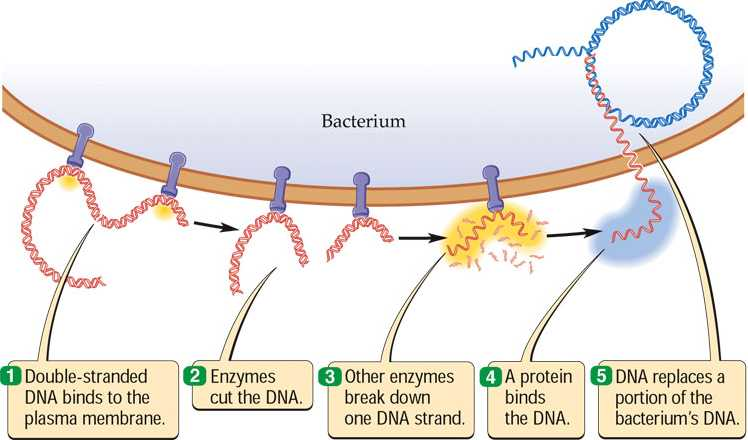 Bacterium
1 Double-stranded
DNA binds to the
plasma membrane.
2 Enzymes
cut the DNA.
3 Other enzymes
break down
one DNA strand.
4 A protein
binds
the DNA.
5 DNA replaces a
portion of the
bacterium's DNA.